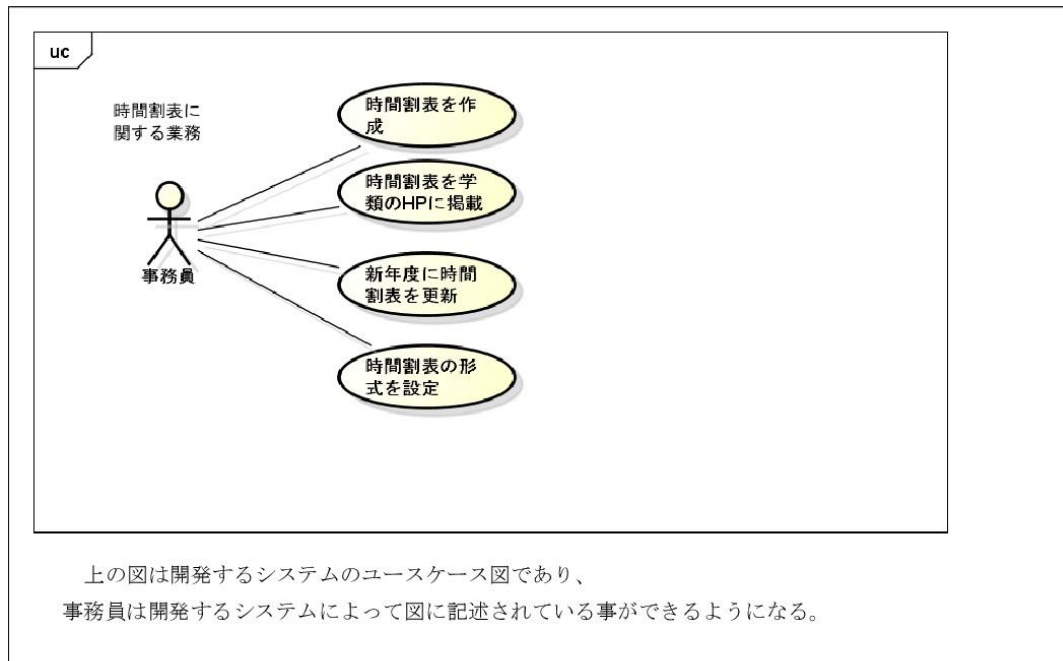 uc
時間割表に
関する業務
事務員
時間割表を作
成
時間割表を学
類のHPに掲載
新年度に時間
割表を更新
時間割表の形
式を設定
上の図は開発するシステムのユースケース図であり、
事務員は開発するシステムによって図に記述されている事ができるようになる。